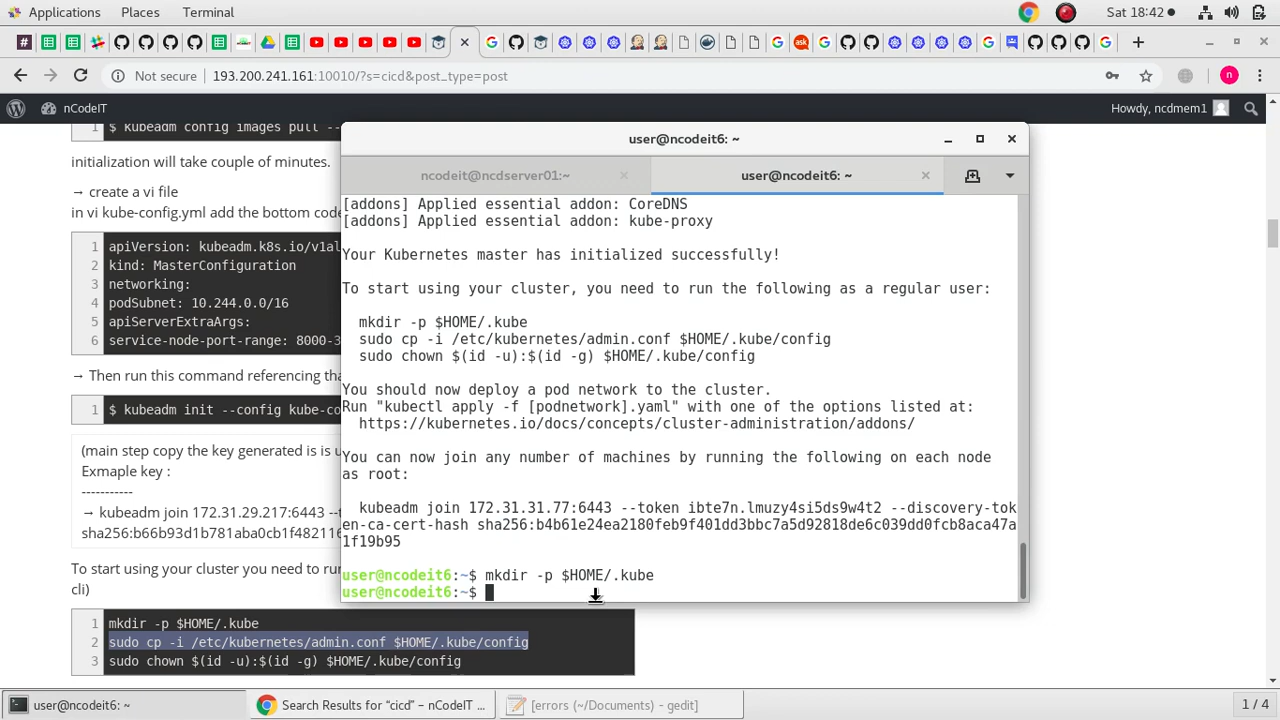 Applications Places Terminal Sat 18:42
Not secure 193.200.241.161:10010/?s=cicd&post_type=post
nCodeIT Howdy, ncdmem1
1 $ kubeadm config images pull --
initialization will take couple of minutes.
→ create a vi file
in vi kube-config.yml add the bottom code
1 apiVersion: kubeadm.k8s.io/v1al
2 kind: MasterConfiguration
3 networking:
4 podSubnet: 10.244.0.0/16
5 apiServerExtraArgs:
6 service-node-port-range: 8000-3
→ Then run this command referencing tha
1 $ kubeadm init --config kube-co
(main step copy the key generated is is u
Exmaple key :
-----------
→ kubeadm join 172.31.29.217:6443 --t
sha256:b66b93d1b781aba0cb1f482116
To start using your cluster you need to rur
cli)
1 mkdir -p $HOME/.kube
2 sudo cp -i /etc/kubernetes/admin.conf $HOME/.kube/config
3 sudo chown $(id -u):$(id -g) $HOME/.kube/config
user@ncodeit6: ~
ncodeit@ncdserver01:~ user@ncodeit6: ~
[addons] Applied essential addon: CoreDNS
[addons] Applied essential addon: kube-proxy
Your Kubernetes master has initialized successfully!
To start using your cluster, you need to run the following as a regular user:
mkdir -p $HOME/.kube
sudo cp -i /etc/kubernetes/admin.conf $HOME/.kube/config
sudo chown $(id -u):$(id -g) $HOME/.kube/config
You should now deploy a pod network to the cluster.
Run "kubectl apply -f [podnetwork].yaml" with one of the options listed at:
https://kubernetes.io/docs/concepts/cluster-administration/addons/
You can now join any number of machines by running the following on each node
as root:
kubeadm join 172.31.31.77:6443 --token ibte7n.lmuzy4si5ds9w4t2 --discovery-tok
en-ca-cert-hash sha256:b4b61e24ea2180feb9f401dd3bbc7a5d92818de6c039dd0fcb8aca47a
1f19b95
user@ncodeit6:~$ mkdir -p $HOME/.kube
user@ncodeit6:~$
user@ncodeit6: ~ Search Results for “cicd” – nCodeIT ... [errors (~/Documents) - gedit] 1 / 4